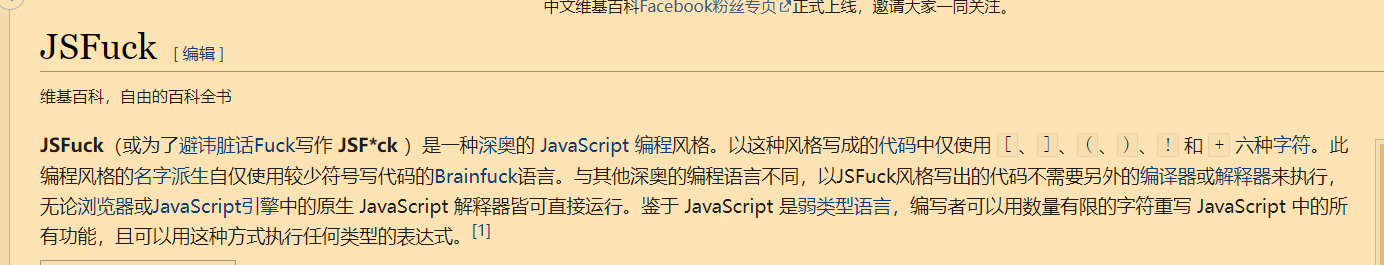 中文维基百科Facebook粉丝专页正式上线，邀请大家一同关注。
JSFuck [ 编辑 ]
维基百科，自由的百科全书
JSFuck（或为了避讳脏话Fuck写作 JSF*ck ）是一种深奥的 JavaScript 编程风格。以这种风格写成的代码中仅使用 [ 、 ] 、 ( 、 ) 、 ! 和 + 六种字符。此
编程风格的名字派生自仅使用较少符号写代码的Brainfuck语言。与其他深奥的编程语言不同，以JSFuck风格写出的代码不需要另外的编译器或解释器来执行，
无论浏览器或JavaScript引擎中的原生 JavaScript 解释器皆可直接运行。鉴于 JavaScript 是弱类型语言，编写者可以用数量有限的字符重写 JavaScript 中的所
有功能，且可以用这种方式执行任何类型的表达式。[1]